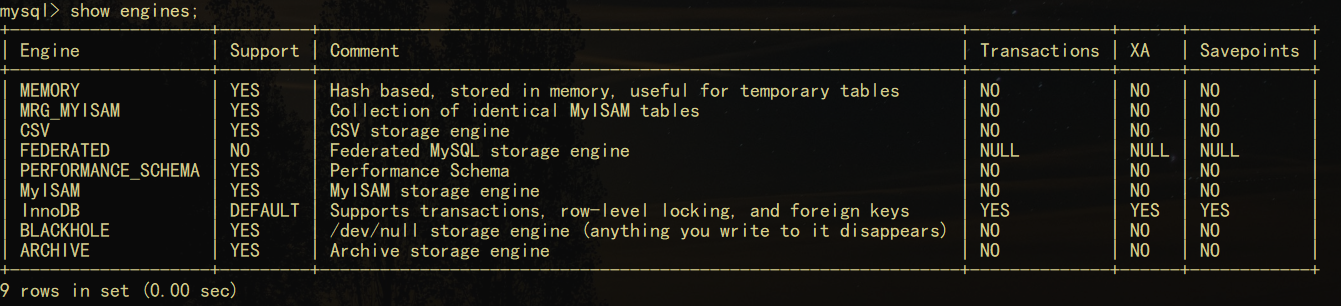 mysql> show engines;
+--------------------+---------+----------------------------------------------------------------+--------------+------+------------+
| Engine             | Support | Comment                                                        | Transactions | XA   | Savepoints |
+--------------------+---------+----------------------------------------------------------------+--------------+------+------------+
| MEMORY             | YES     | Hash based, stored in memory, useful for temporary tables      | NO           | NO   | NO         |
| MRG_MYISAM         | YES     | Collection of identical MyISAM tables                          | NO           | NO   | NO         |
| CSV                | YES     | CSV storage engine                                             | NO           | NO   | NO         |
| FEDERATED          | NO      | Federated MySQL storage engine                                 | NULL         | NULL | NULL       |
| PERFORMANCE_SCHEMA | YES     | Performance Schema                                             | NO           | NO   | NO         |
| MyISAM             | YES     | MyISAM storage engine                                          | NO           | NO   | NO         |
| InnoDB             | DEFAULT | Supports transactions, row-level locking, and foreign keys     | YES          | YES  | YES        |
| BLACKHOLE          | YES     | /dev/null storage engine (anything you write to it disappears) | NO           | NO   | NO         |
| ARCHIVE            | YES     | Archive storage engine                                         | NO           | NO   | NO         |
+--------------------+---------+----------------------------------------------------------------+--------------+------+------------+
9 rows in set (0.00 sec)